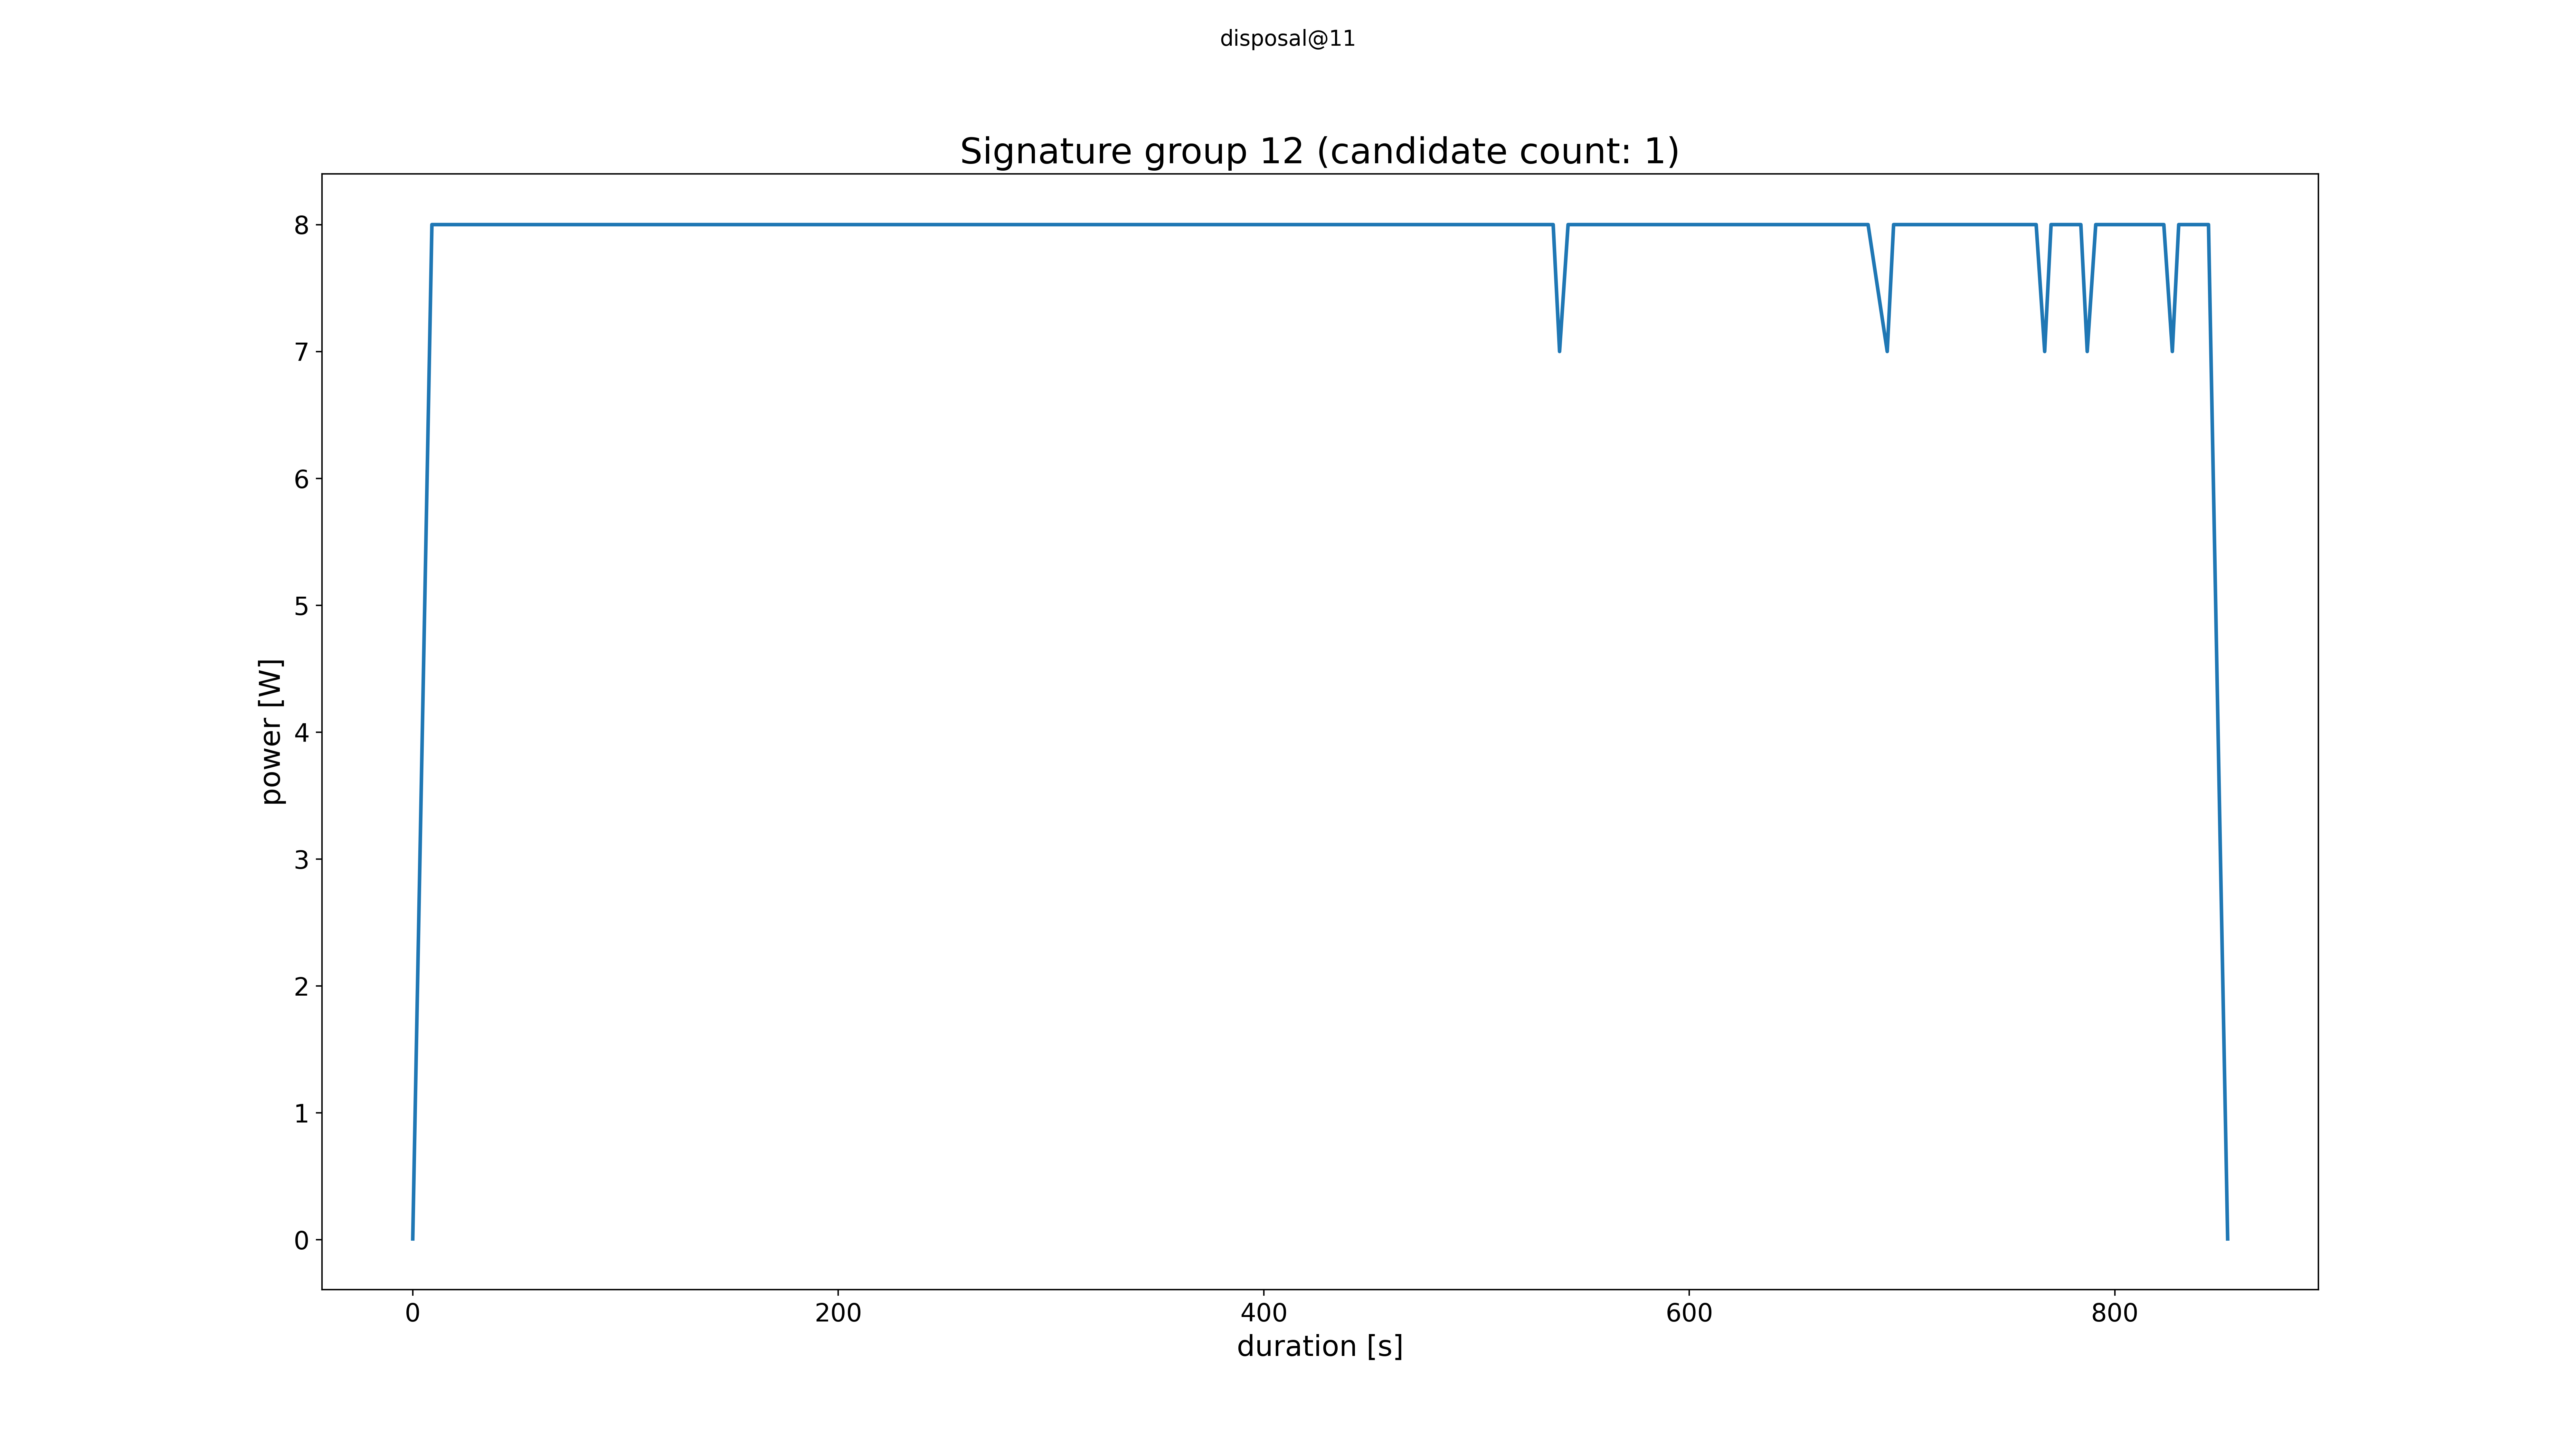 disposal@11
Signature group 12 (candidate count: 1)
8
7
6
5
4
3
2
1
0
power [W]
0 200 400 600 800
duration [s]